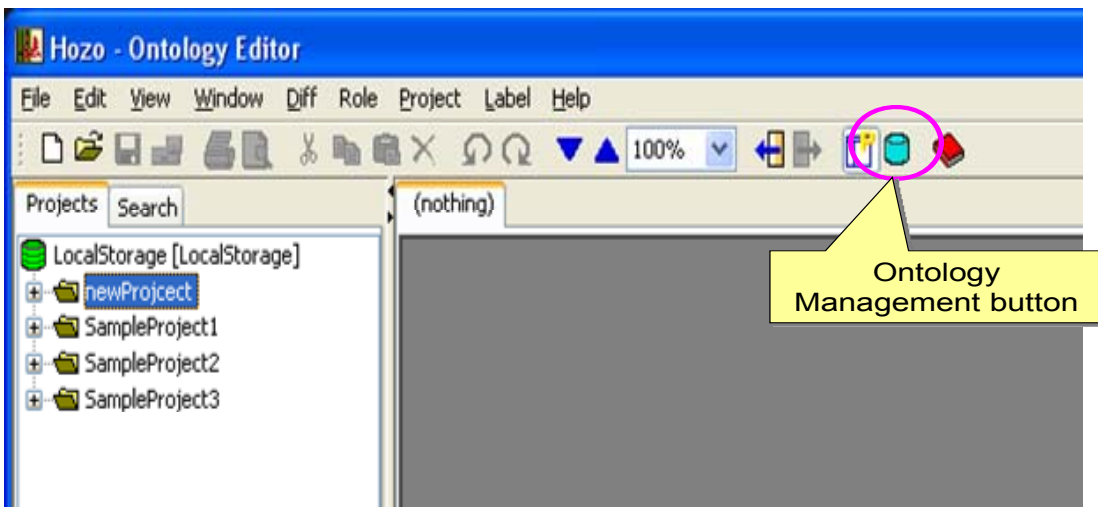 Hozo - Ontology Editor
File Edit View Window Diff Role Project Label Help
100%
Projects Search
(nothing)
LocalStorage [LocalStorage]
newProjcect
SampleProject1
SampleProject2
SampleProject3
Ontology
Management button